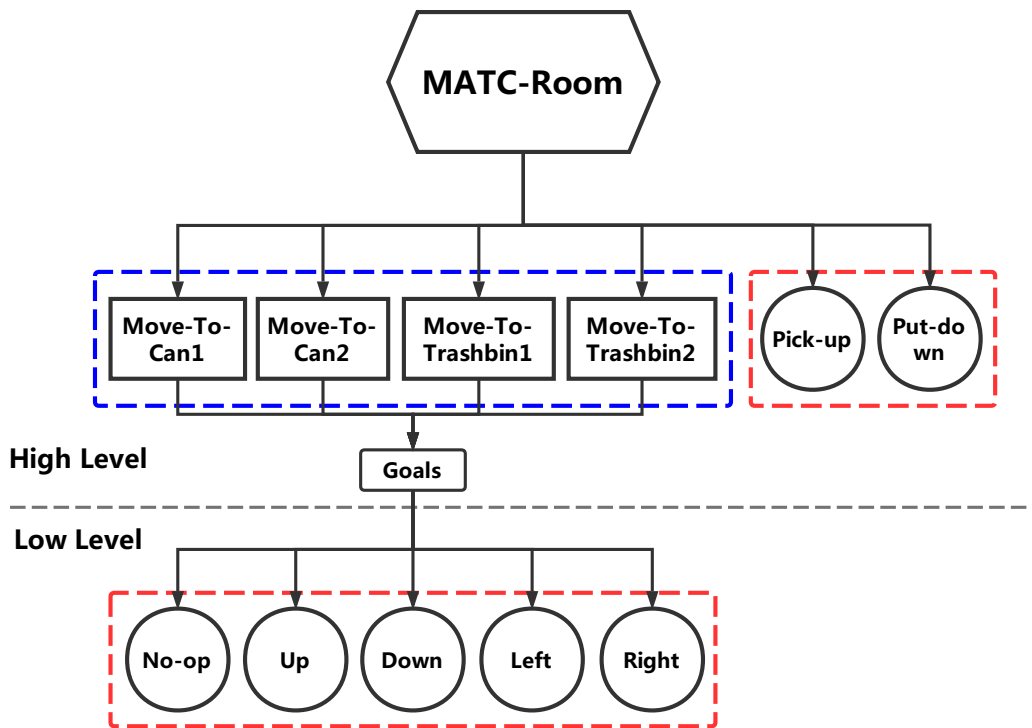 MATC-Room
Move-To-
Can1
Move-To-
Can2
Move-To-
Trashbin1
Move-To-
Trashbin2
Pick-up
Put-do
wn
High Level
Goals
Low Level
No-op
Up
Down
Left
Right